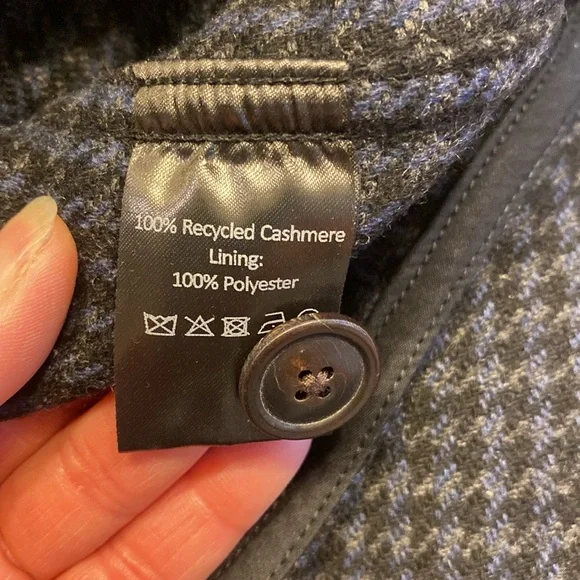 100% Recycled Cashmere
Lining:
100% Polyester